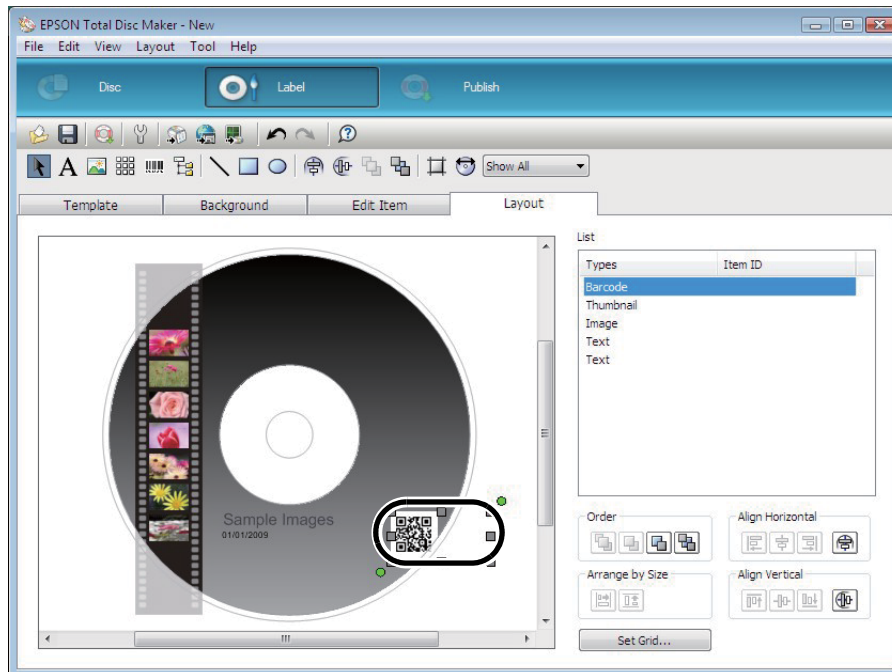 EPSON Total Disc Maker - New
File Edit View Layout Tool Help
Disc Label Publish
A Show All
Template Background Edit Item Layout
List
Types Item ID
Barcode
Thumbnail
Image
Text
Text
Sample Images
01/01/2009
Order Align Horizontal
Arrange by Size Align Vertical
Set Grid...